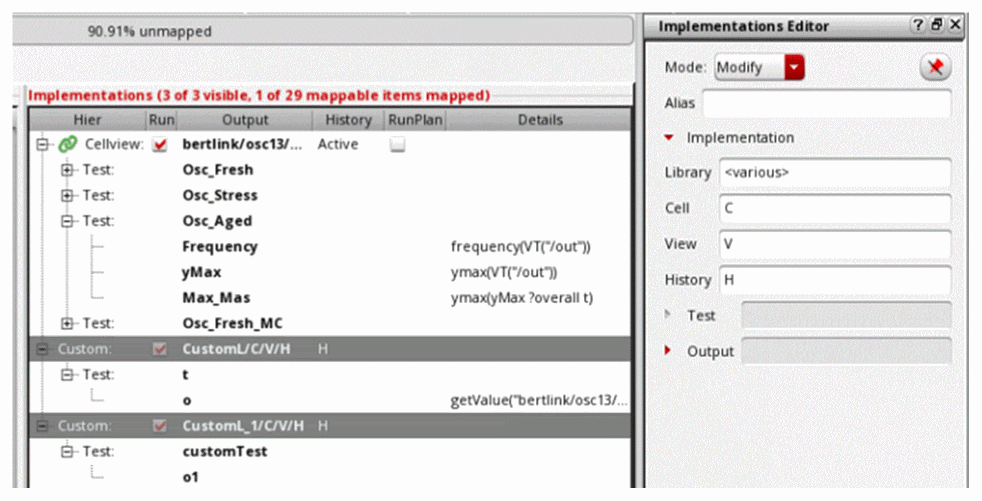 90.91% unmapped
Implementations (3 of 3 visible, 1 of 29 mappable items mapped)
Hier Run Output History RunPlan Details
Cellview: bertlink/osc13/... Active
Test: Osc_Fresh
Test: Osc_Stress
Test: Osc_Aged
Frequency frequency(VT("/out"))
yMax ymax(VT("/out"))
Max_Mas ymax(yMax ?overall t)
Test: Osc_Fresh_MC
Custom: CustomL/C/V/H H
Test: t
o getValue("bertlink/osc13/...
Custom: CustomL_1/C/V/H H
Test: customTest
o1
Implementations Editor
Mode: Modify
Alias
Implementation
Library <various>
Cell C
View V
History H
Test
Output